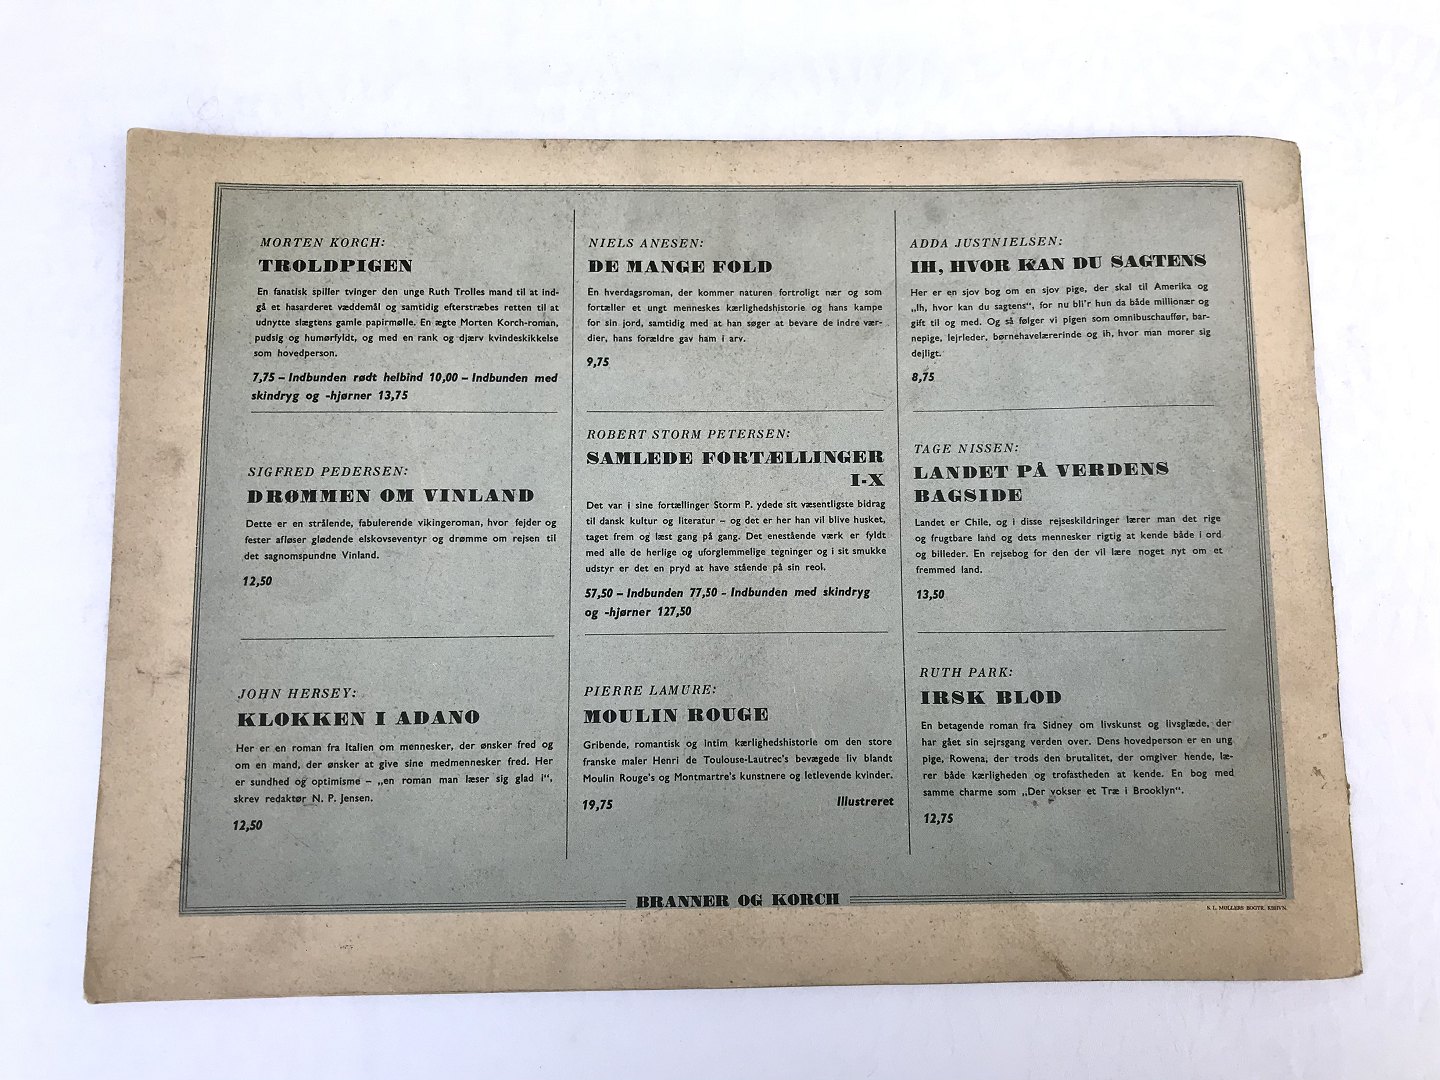 MORTEN KORCH:
TROLDPIGEN
En fanatisk spiller tvinger den unge Ruth Trolles mand til at ind-
gå et hasarderet væddemål og samtidig efterstræbes retten til at
udnytte slægtens gamle papirmølle. En ægte Morten Korch-roman,
pudsig og humørfyldt, og med en rank og djærv kvindeskikkelse
som hovedperson.
7,75 – Indbunden rødt helbind 10,00 – Indbunden med
skindryg og -hjørner 13,75
SIGFRED PEDERSEN:
DRØMMEN OM VINLAND
Dette er en strålende, fabulerende vikingeroman, hvor fejder og
fester afløser glødende elskovseventyr og drømme om rejsen til
det sagnomspundne Vinland.
12,50
JOHN HERSEY:
KLOKKEN I ADANO
Her er en roman fra Italien om mennesker, der ønsker fred og
om en mand, der ønsker at give sine medmennesker fred. Her
er sundhed og optimisme – „en roman man læser sig glad i“,
skrev redaktør N. P. Jensen.
12,50
NIELS ANESEN:
DE MANGE FOLD
En hverdagsroman, der kommer naturen fortroligt nær og som
fortæller et ungt menneskes kærlighedshistorie og hans kampe
for sin jord, samtidig med at han søger at bevare de indre vær-
dier, hans forældre gav ham i arv.
9,75
ROBERT STORM PETERSEN:
SAMLEDE FORTÆLLINGER
I-X
Det var i sine fortællinger Storm P. ydede sit væsentligste bidrag
til dansk kultur og literatur – og det er her han vil blive husket,
taget frem og læst gang på gang. Det enestående værk er fyldt
med alle de herlige og uforglemmelige tegninger og i sit smukke
udstyr er det en pryd at have stående på sin reol.
57,50 – Indbunden 77,50 - Indbunden med skindryg
og -hjørner 127,50
PIERRE LAMURE:
MOULIN ROUGE
Gribende, romantisk og intim kærlighedshistorie om den store
franske maler Henri de Toulouse-Lautrec's bevægede liv blandt
Moulin Rouge's og Montmartre's kunstnere og letlevende kvinder.
19,75 Illustreret
ADDA JUSTNIELSEN:
IH, HVOR KAN DU SAGTENS
Her er en sjov bog om en sjov pige, der skal til Amerika og
„Ih, hvor kan du sagtens“, for nu bli'r hun da både millionær og
gift til og med. Og så følger vi pigen som omnibuschauffør, bar-
nepige, lejrleder, børnehavelærerinde og ih, hvor man morer sig
dejligt.
8,75
TAGE NISSEN:
LANDET PÅ VERDENS
BAGSIDE
Landet er Chile, og i disse rejseskildringer lærer man det rige
og frugtbare land og dets mennesker rigtig at kende både i ord
og billeder. En rejsebog for den der vil lære noget nyt om et
fremmed land.
13,50
RUTH PARK:
IRSK BLOD
En betagende roman fra Sidney om livskunst og livsglæde, der
har gået sin sejrsgang verden over. Dens hovedperson er en ung
pige, Rowena, der trods den brutalitet, der omgiver hende, læ-
rer både kærligheden og trofastheden at kende. En bog med
samme charme som „Der vokser et Træ i Brooklyn“.
12,75
BRANNER OG KORCH
S. L. MØLLERS BOGTR. KBHVN.